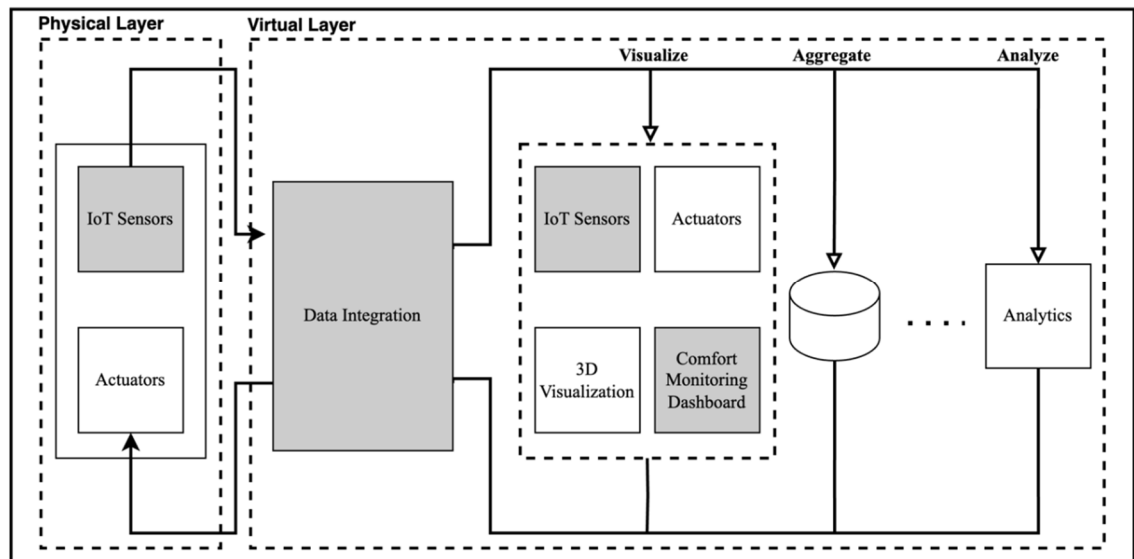 Physical Layer
Virtual Layer
Visualize
Aggregate
Analyze
IoT Sensors
Actuators
Data Integration
IoT Sensors
Actuators
3D
Visualization
Comfort
Monitoring
Dashboard
. . . .
Analytics